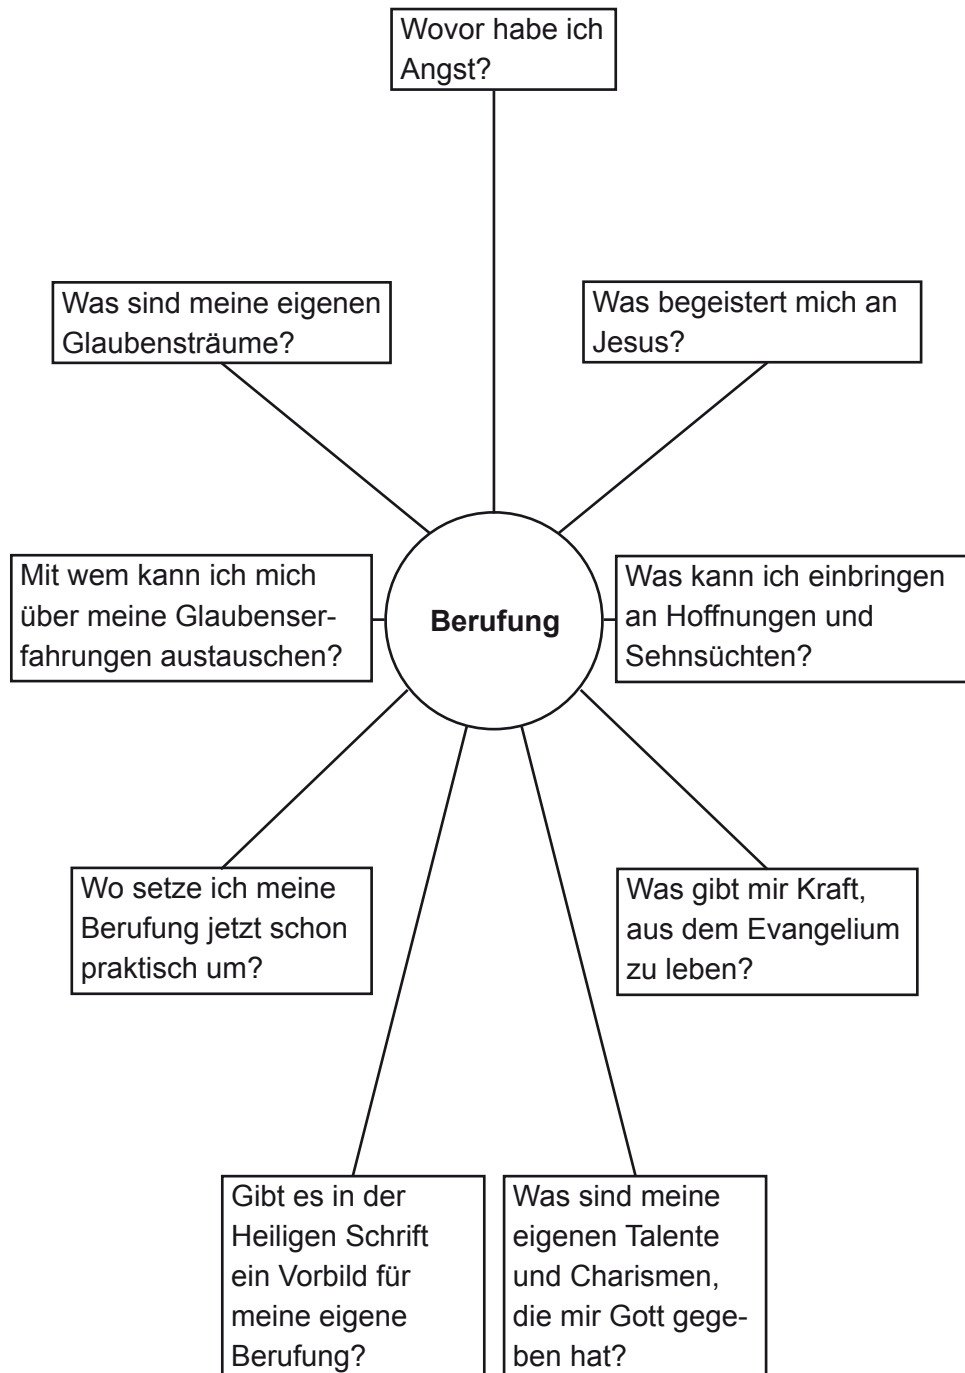 Wovor habe ich
Angst?
Was sind meine eigenen
Glaubensträume?
Was begeistert mich an
Jesus?
Mit wem kann ich mich
über meine Glaubenser-
fahrungen austauschen?
Berufung
Was kann ich einbringen
an Hoffnungen und
Sehnsüchten?
Wo setze ich meine
Berufung jetzt schon
praktisch um?
Was gibt mir Kraft,
aus dem Evangelium
zu leben?
Gibt es in der
Heiligen Schrift
ein Vorbild für
meine eigene
Berufung?
Was sind meine
eigenen Talente
und Charismen,
die mir Gott gege-
ben hat?